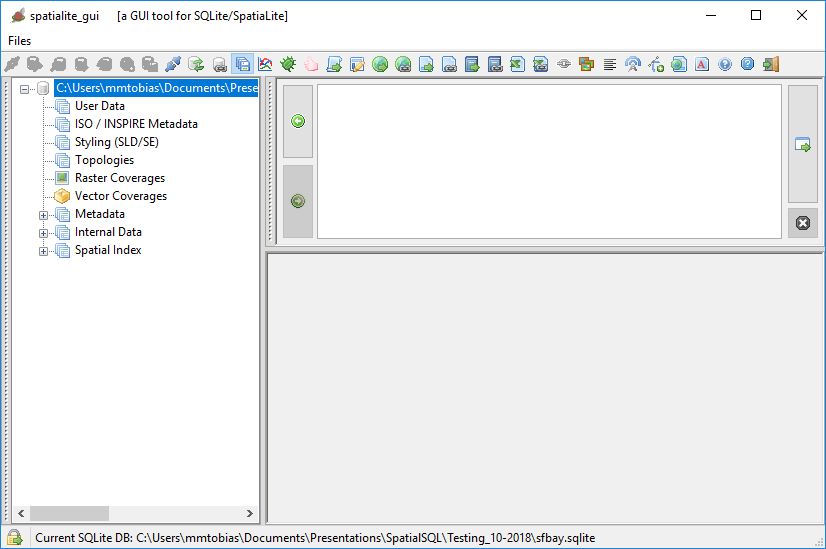 spatialite_gui [a GUI tool for SQLite/SpatiaLite]
Files
C:\Users\mmtobias\Documents\Prese
User Data
ISO / INSPIRE Metadata
Styling (SLD/SE)
Topologies
Raster Coverages
Vector Coverages
Metadata
Internal Data
Spatial Index
Current SQLite DB: C:\Users\mmtobias\Documents\Presentations\SpatialSQL\Testing_10-2018\sfbay.sqlite